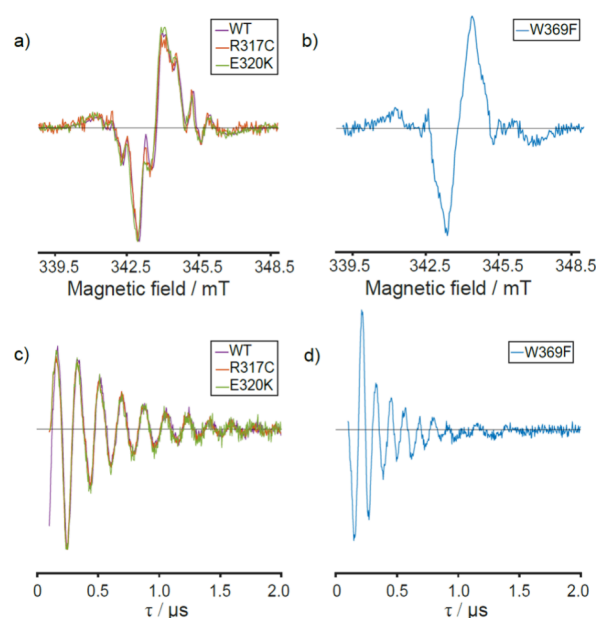 a)
WT
R317C
E320K
339.5 342.5 345.5 348.5
Magnetic field / mT
b)
W369F
339.5 342.5 345.5 348.5
Magnetic field / mT
c)
WT
R317C
E320K
0 0.5 1.0 1.5 2.0
τ / µs
d)
W369F
0 0.5 1.0 1.5 2.0
τ / µs